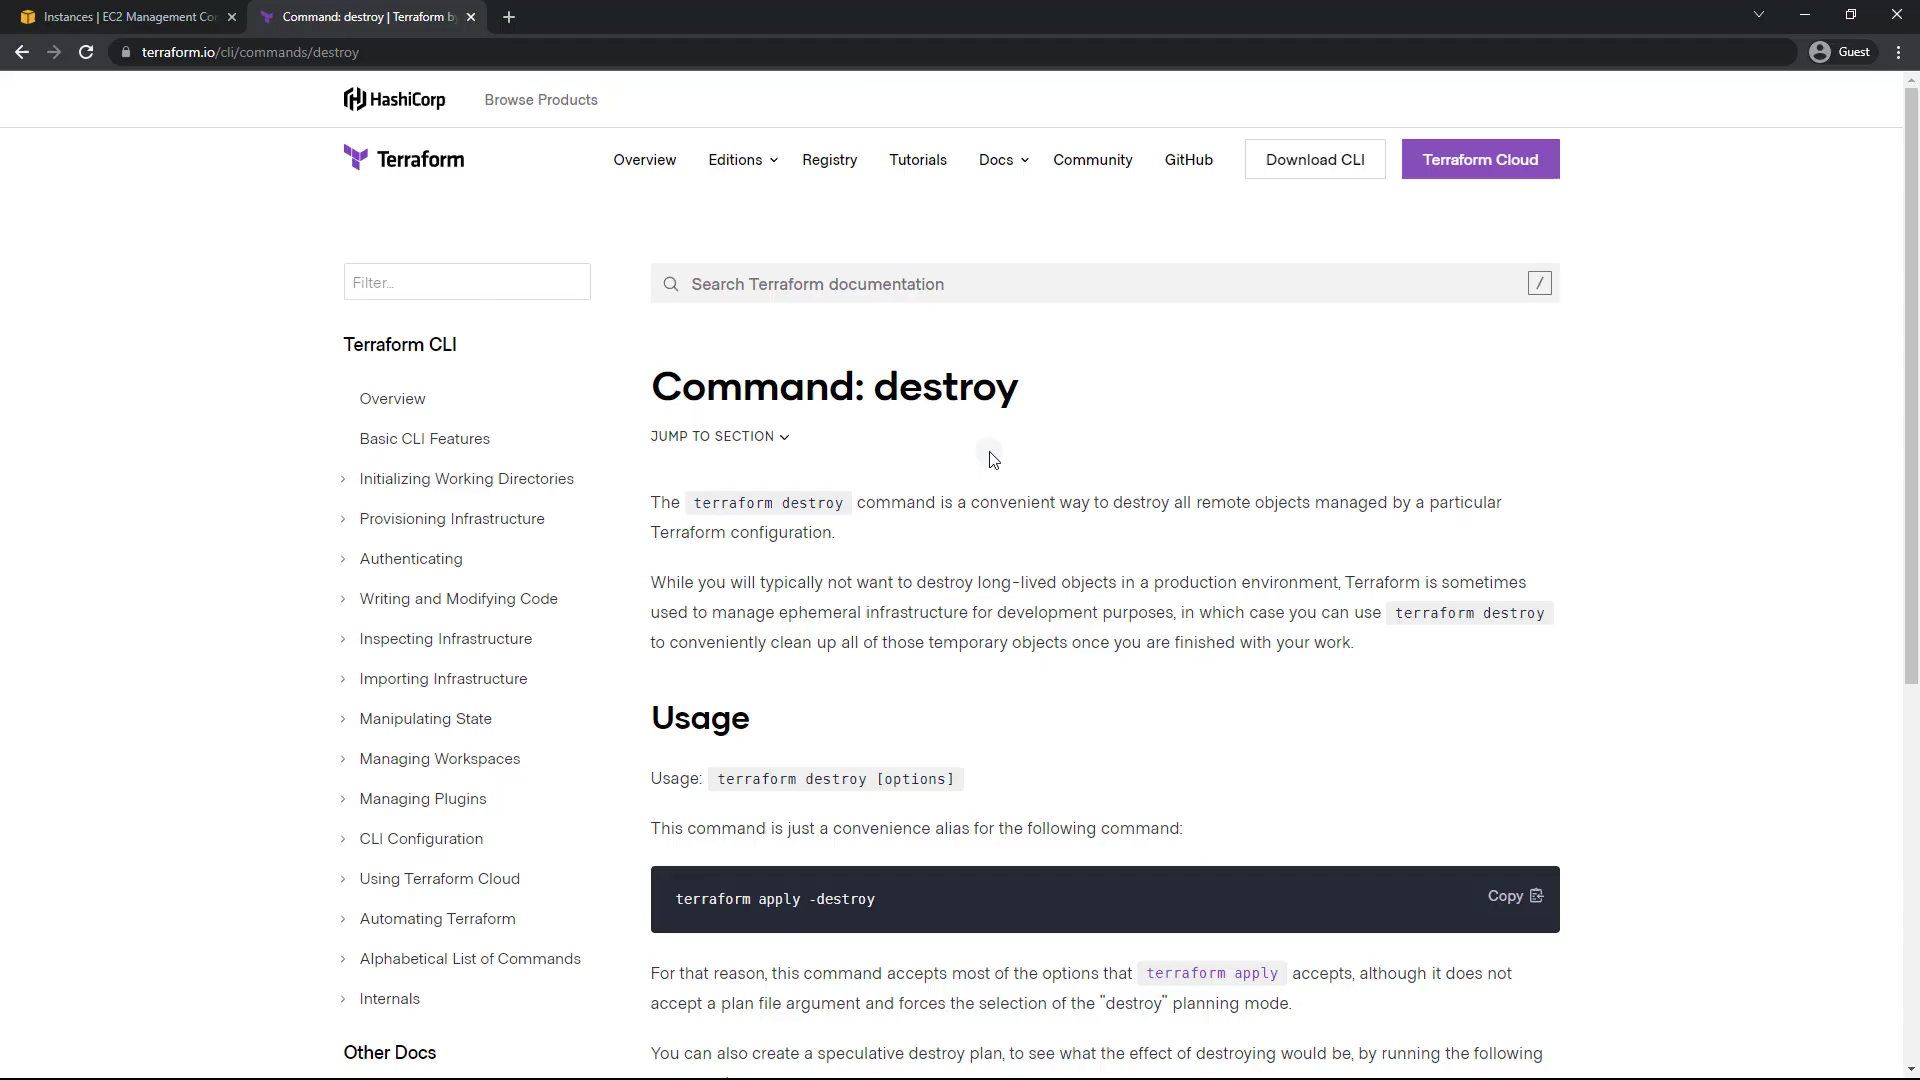 Instances | EC2 Management Co
Command: destroy | Terraform by
terraform.io/cli/commands/destroy
Guest
HashiCorp
Browse Products
Terraform
Overview
Editions
Registry
Tutorials
Docs
Community
GitHub
Download CLI
Terraform Cloud
Filter...
Search Terraform documentation
/
Terraform CLI
Overview
Basic CLI Features
Initializing Working Directories
Provisioning Infrastructure
Authenticating
Writing and Modifying Code
Inspecting Infrastructure
Importing Infrastructure
Manipulating State
Managing Workspaces
Managing Plugins
CLI Configuration
Using Terraform Cloud
Automating Terraform
Alphabetical List of Commands
Internals
Other Docs
Command: destroy
JUMP TO SECTION
The terraform destroy command is a convenient way to destroy all remote objects managed by a particular
Terraform configuration.
While you will typically not want to destroy long-lived objects in a production environment, Terraform is sometimes
used to manage ephemeral infrastructure for development purposes, in which case you can use terraform destroy
to conveniently clean up all of those temporary objects once you are finished with your work.
Usage
Usage: terraform destroy [options]
This command is just a convenience alias for the following command:
terraform apply -destroy
Copy
For that reason, this command accepts most of the options that terraform apply accepts, although it does not
accept a plan file argument and forces the selection of the "destroy" planning mode.
You can also create a speculative destroy plan, to see what the effect of destroying would be, by running the following